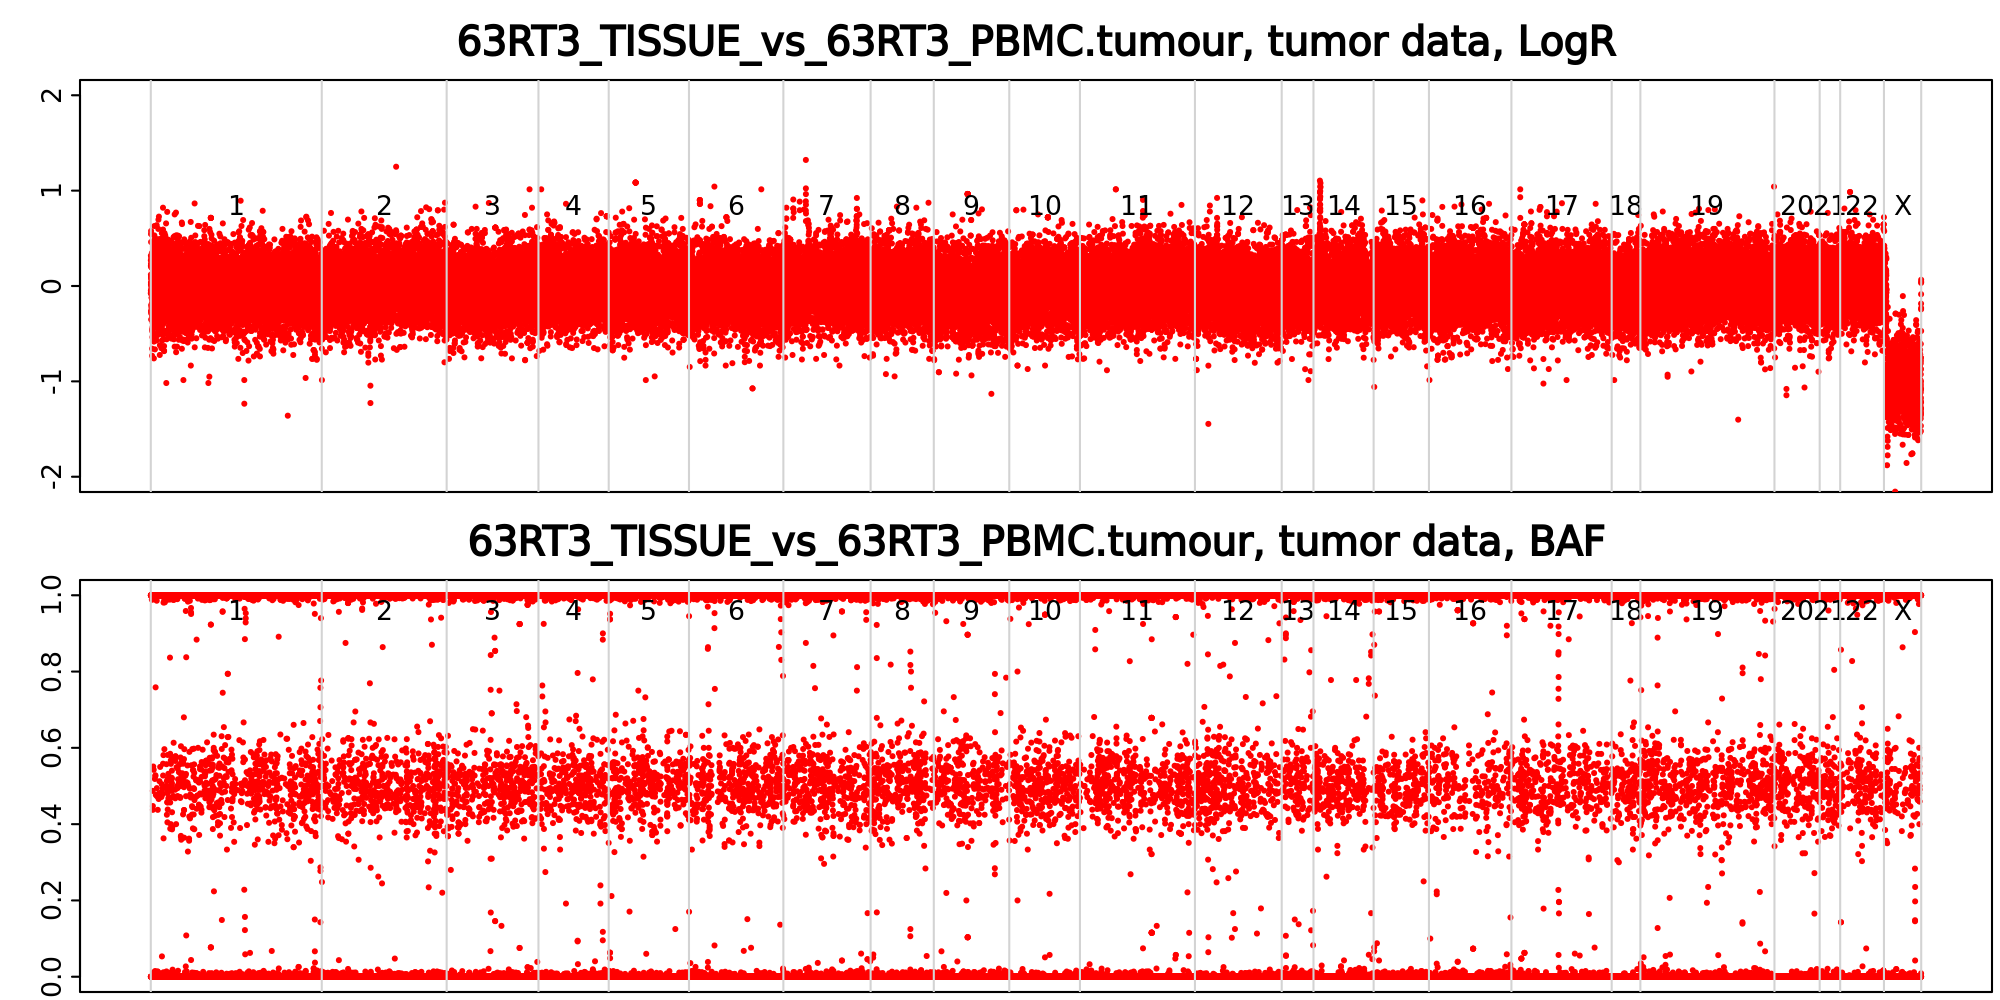 63RT3_TISSUE_vs_63RT3_PBMC.tumour, tumor data, LogR
2
1
0
-1
-2
1 2 3 4 5 6 7 8 9 10 11 12 13 14 15 16 17 18 19 20 21 22 X
63RT3_TISSUE_vs_63RT3_PBMC.tumour, tumor data, BAF
1.0
0.8
0.6
0.4
0.2
0.0
1 2 3 4 5 6 7 8 9 10 11 12 13 14 15 16 17 18 19 20 21 22 X